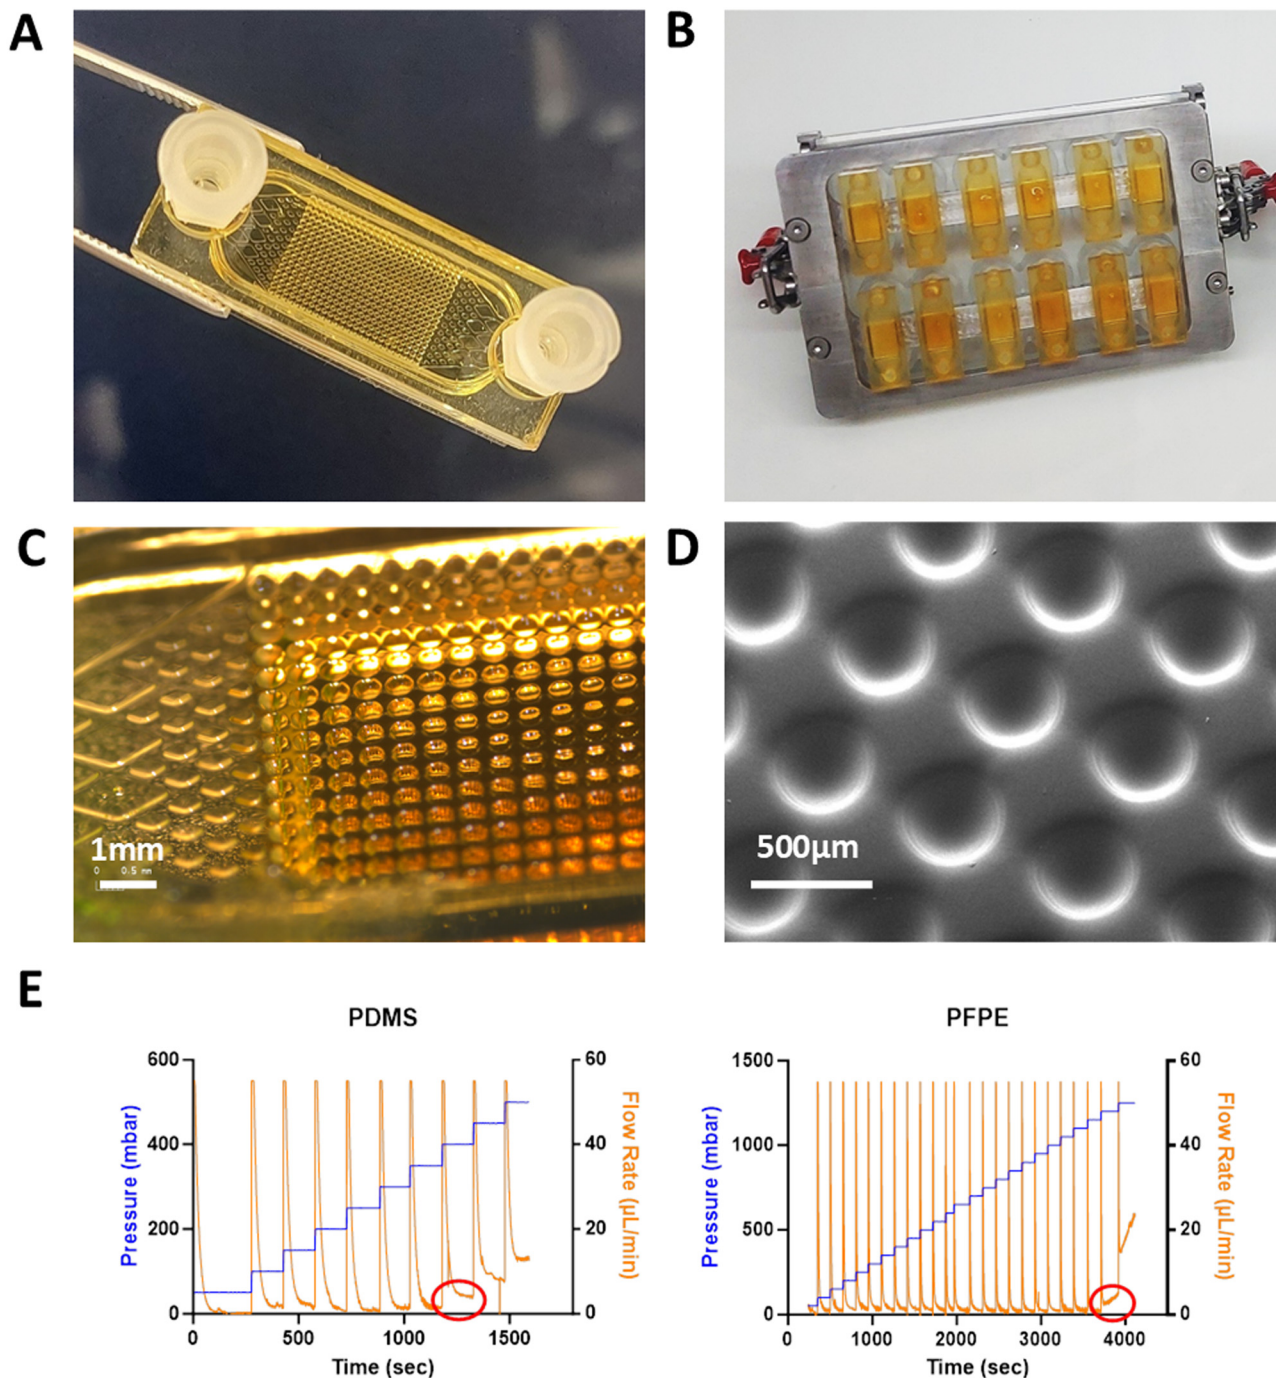 A
B
C
1mm
0 0.5 mm
D
500µm
E
PDMS
600
400
200
0
Pressure (mbar)
60
40
20
0
Flow Rate (µL/min)
0 500 1000 1500
Time (sec)
PFPE
1500
1000
500
0
Pressure (mbar)
60
40
20
0
Flow Rate (µL/min)
0 1000 2000 3000 4000
Time (sec)